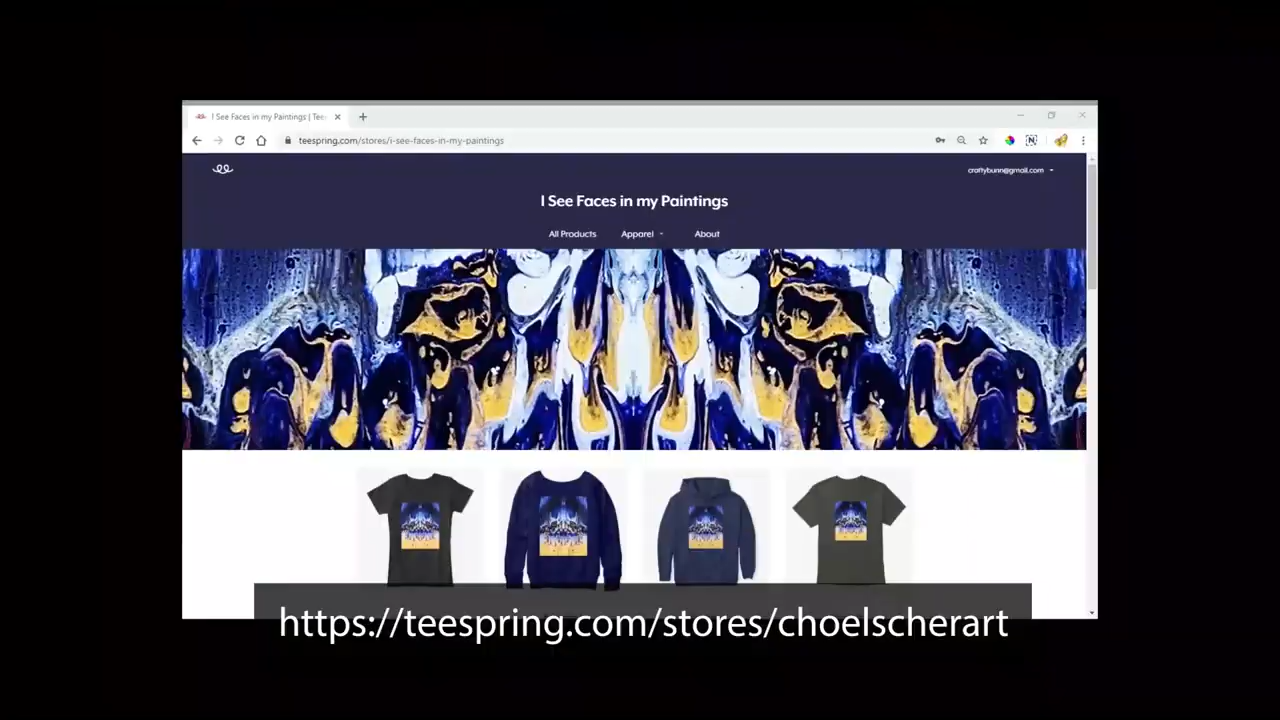 I See Faces in my Paintings | Tee
teespring.com/stores/i-see-faces-in-my-paintings
craftybunn@gmail.com
I See Faces in my Paintings
All Products Apparel About
https://teespring.com/stores/choelscherart